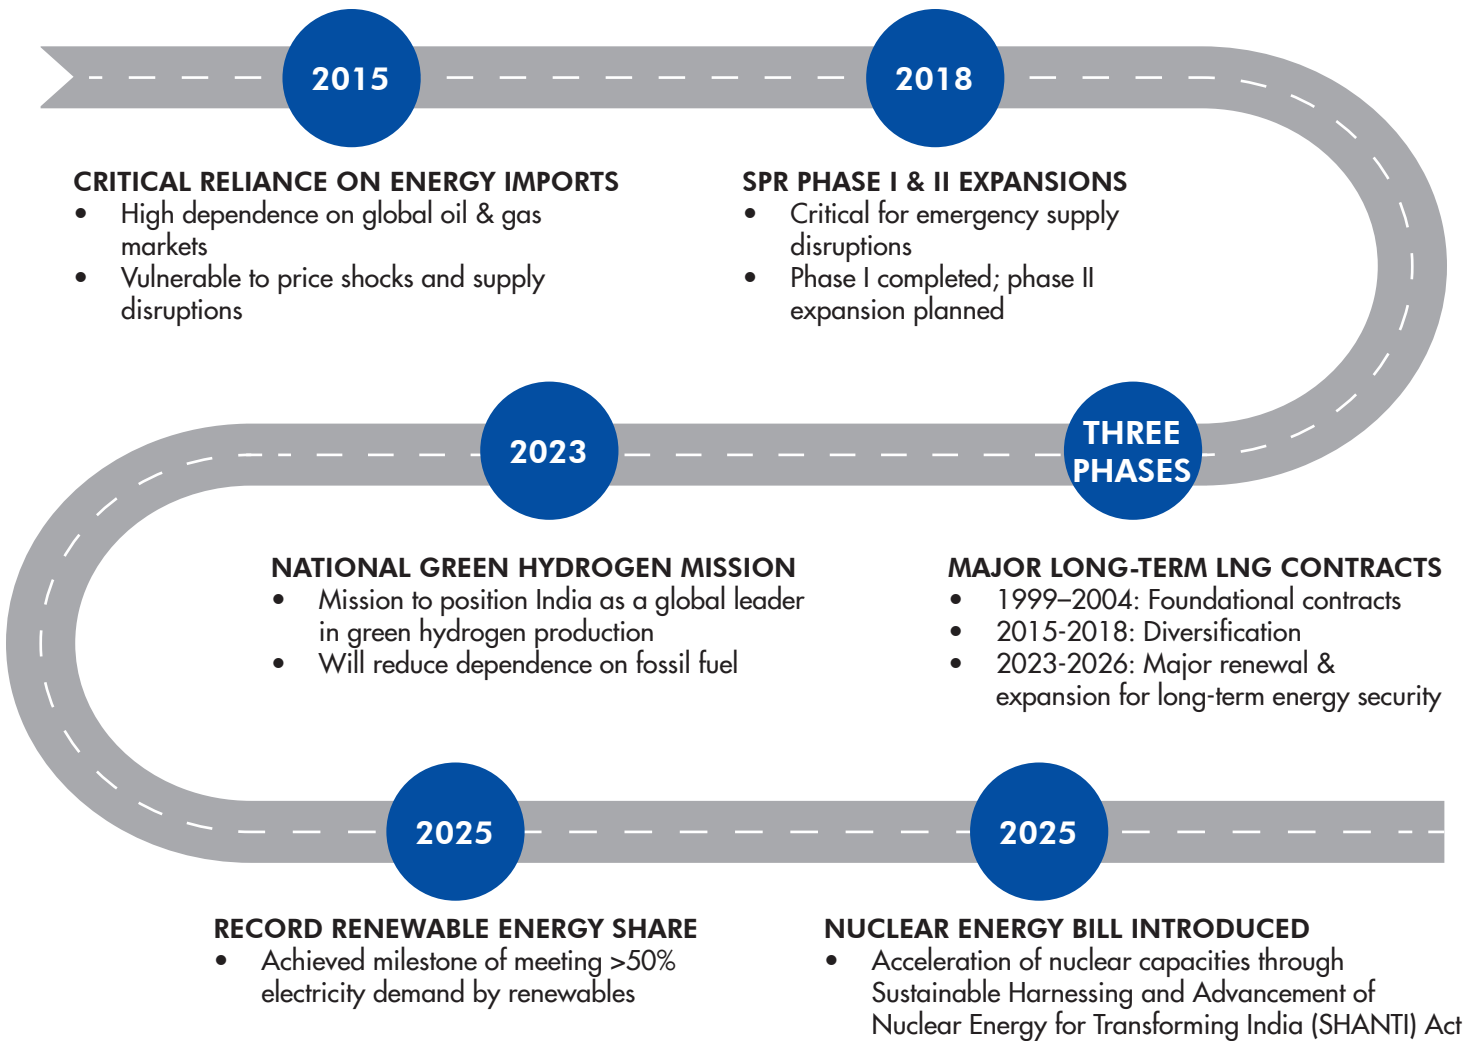 2015
CRITICAL RELIANCE ON ENERGY IMPORTS
• High dependence on global oil & gas
markets
• Vulnerable to price shocks and supply
disruptions
2018
SPR PHASE I & II EXPANSIONS
• Critical for emergency supply
disruptions
• Phase I completed; phase II
expansion planned
THREE
PHASES
MAJOR LONG-TERM LNG CONTRACTS
• 1999–2004: Foundational contracts
• 2015-2018: Diversification
• 2023-2026: Major renewal &
expansion for long-term energy security
2023
NATIONAL GREEN HYDROGEN MISSION
• Mission to position India as a global leader
in green hydrogen production
• Will reduce dependence on fossil fuel
2025
RECORD RENEWABLE ENERGY SHARE
• Achieved milestone of meeting >50%
electricity demand by renewables
2025
NUCLEAR ENERGY BILL INTRODUCED
• Acceleration of nuclear capacities through
Sustainable Harnessing and Advancement of
Nuclear Energy for Transforming India (SHANTI) Act